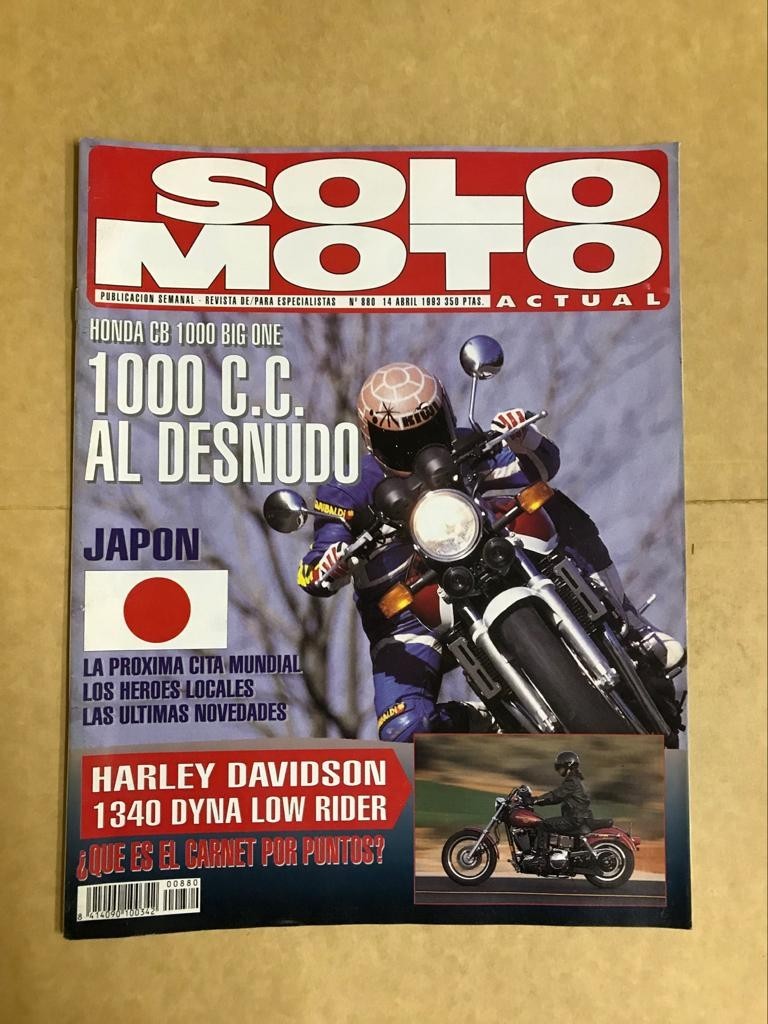 SOLO
MOTO
PUBLICACION SEMANAL - REVISTA DE/PARA ESPECIALISTAS Nº 880 14 ABRIL 1993 350 PTAS.
ACTUAL
HONDA CB 1000 BIG ONE
1000 C.C.
AL DESNUDO
KIWI
GARIBALDI
JAPON
LA PROXIMA CITA MUNDIAL
LOS HEROES LOCALES
LAS ULTIMAS NOVEDADES
HARLEY DAVIDSON
1340 DYNA LOW RIDER
¿QUE ES EL CARNET POR PUNTOS?
00880
8 414090 100342